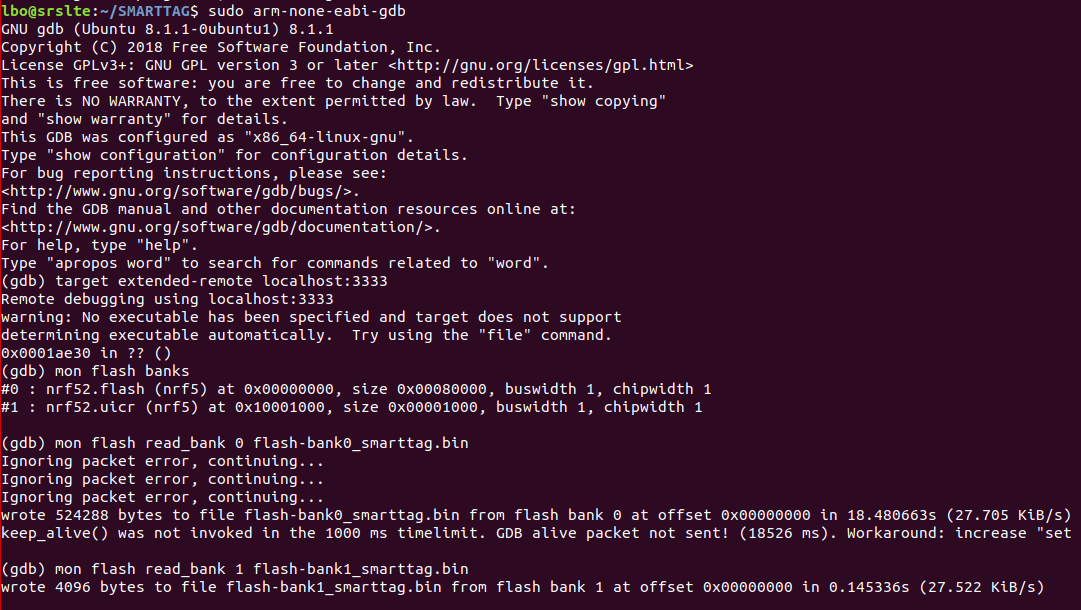 lbo@srslte:~/SMARTTAG$ sudo arm-none-eabi-gdb
GNU gdb (Ubuntu 8.1.1-0ubuntu1) 8.1.1
Copyright (C) 2018 Free Software Foundation, Inc.
License GPLv3+: GNU GPL version 3 or later <http://gnu.org/licenses/gpl.html>
This is free software: you are free to change and redistribute it.
There is NO WARRANTY, to the extent permitted by law.  Type "show copying"
and "show warranty" for details.
This GDB was configured as "x86_64-linux-gnu".
Type "show configuration" for configuration details.
For bug reporting instructions, please see:
<http://www.gnu.org/software/gdb/bugs/>.
Find the GDB manual and other documentation resources online at:
<http://www.gnu.org/software/gdb/documentation/>.
For help, type "help".
Type "apropos word" to search for commands related to "word".
(gdb) target extended-remote localhost:3333
Remote debugging using localhost:3333
warning: No executable has been specified and target does not support
determining executable automatically.  Try using the "file" command.
0x0001ae30 in ?? ()
(gdb) mon flash banks
#0 : nrf52.flash (nrf5) at 0x00000000, size 0x00080000, buswidth 1, chipwidth 1
#1 : nrf52.uicr (nrf5) at 0x10001000, size 0x00001000, buswidth 1, chipwidth 1
(gdb) mon flash read_bank 0 flash-bank0_smarttag.bin
Ignoring packet error, continuing...
Ignoring packet error, continuing...
Ignoring packet error, continuing...
wrote 524288 bytes to file flash-bank0_smarttag.bin from flash bank 0 at offset 0x00000000 in 18.480663s (27.705 KiB/s)
keep_alive() was not invoked in the 1000 ms timelimit. GDB alive packet not sent! (18526 ms). Workaround: increase "set
(gdb) mon flash read_bank 1 flash-bank1_smarttag.bin
wrote 4096 bytes to file flash-bank1_smarttag.bin from flash bank 1 at offset 0x00000000 in 0.145336s (27.522 KiB/s)